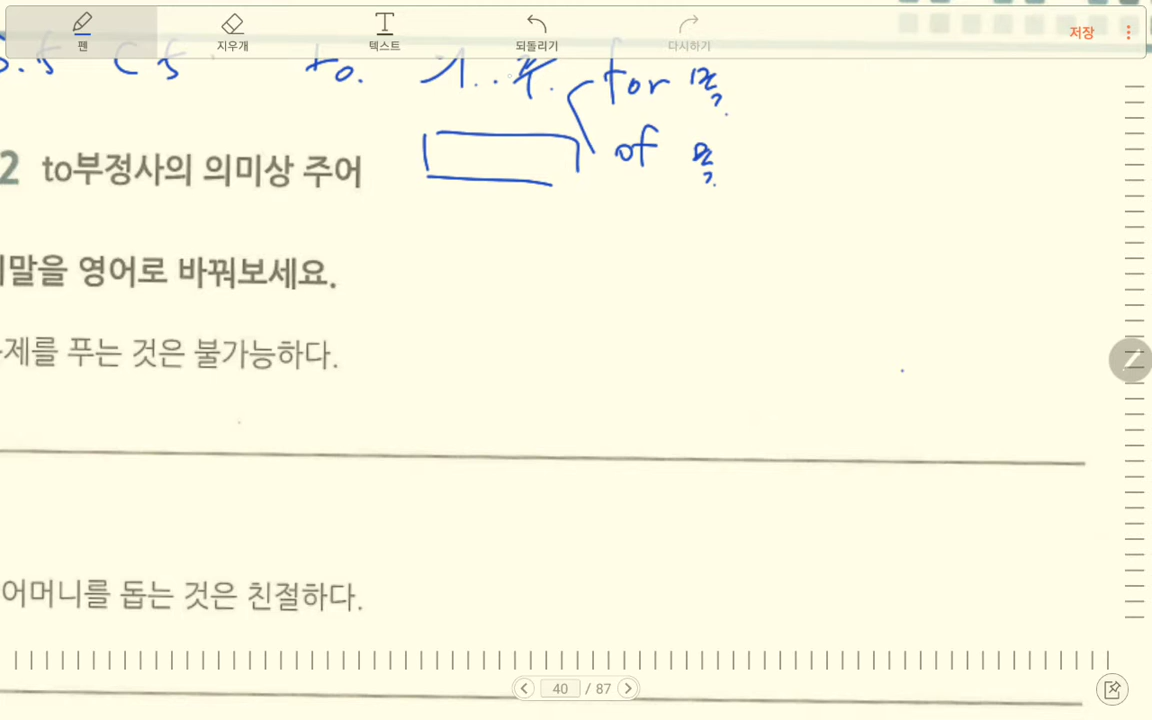 펜 지우개 텍스트 되돌리기 다시하기 저장
to. for
of
2 to부정사의 의미상 주어
말을 영어로 바꿔보세요.
제를 푸는 것은 불가능하다.
어머니를 돕는 것은 친절하다.
40 / 87